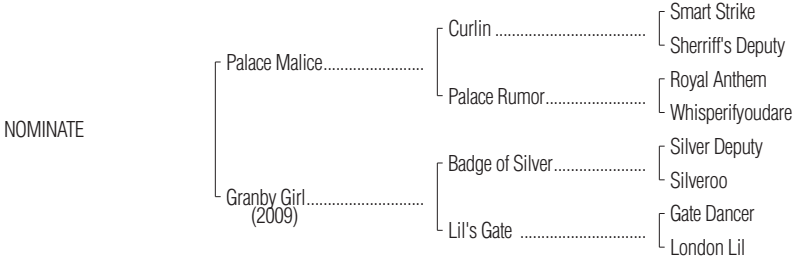 Smart Strike
Curlin ......................................
Sherriff's Deputy
Palace Malice.........................
Royal Anthem
Palace Rumor.........................
Whisperifyoudare
NOMINATE
Silver Deputy
Badge of Silver.......................
Silveroo
Granby Girl.............................
(2009)
Gate Dancer
Lil's Gate ...............................
London Lil